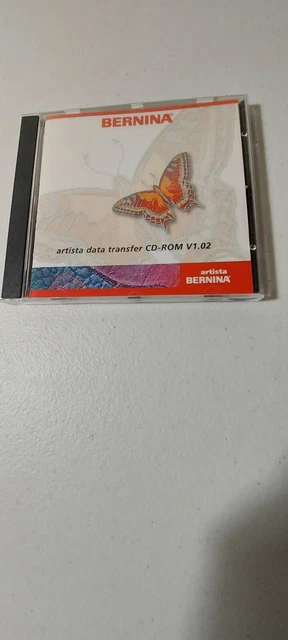 BERNINA
artista data transfer CD-ROM V1.02
artista
BERNINA